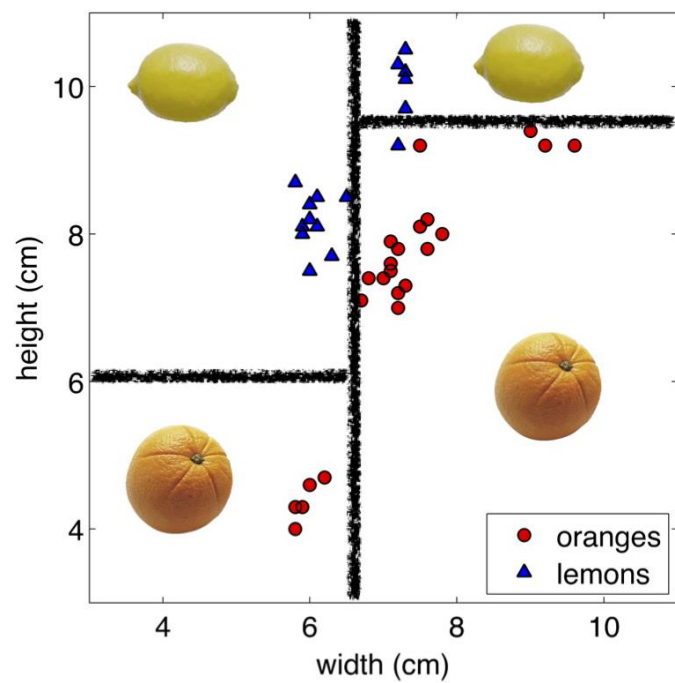 10
8
6
4
height (cm)
oranges
lemons
4 6 8 10
width (cm)